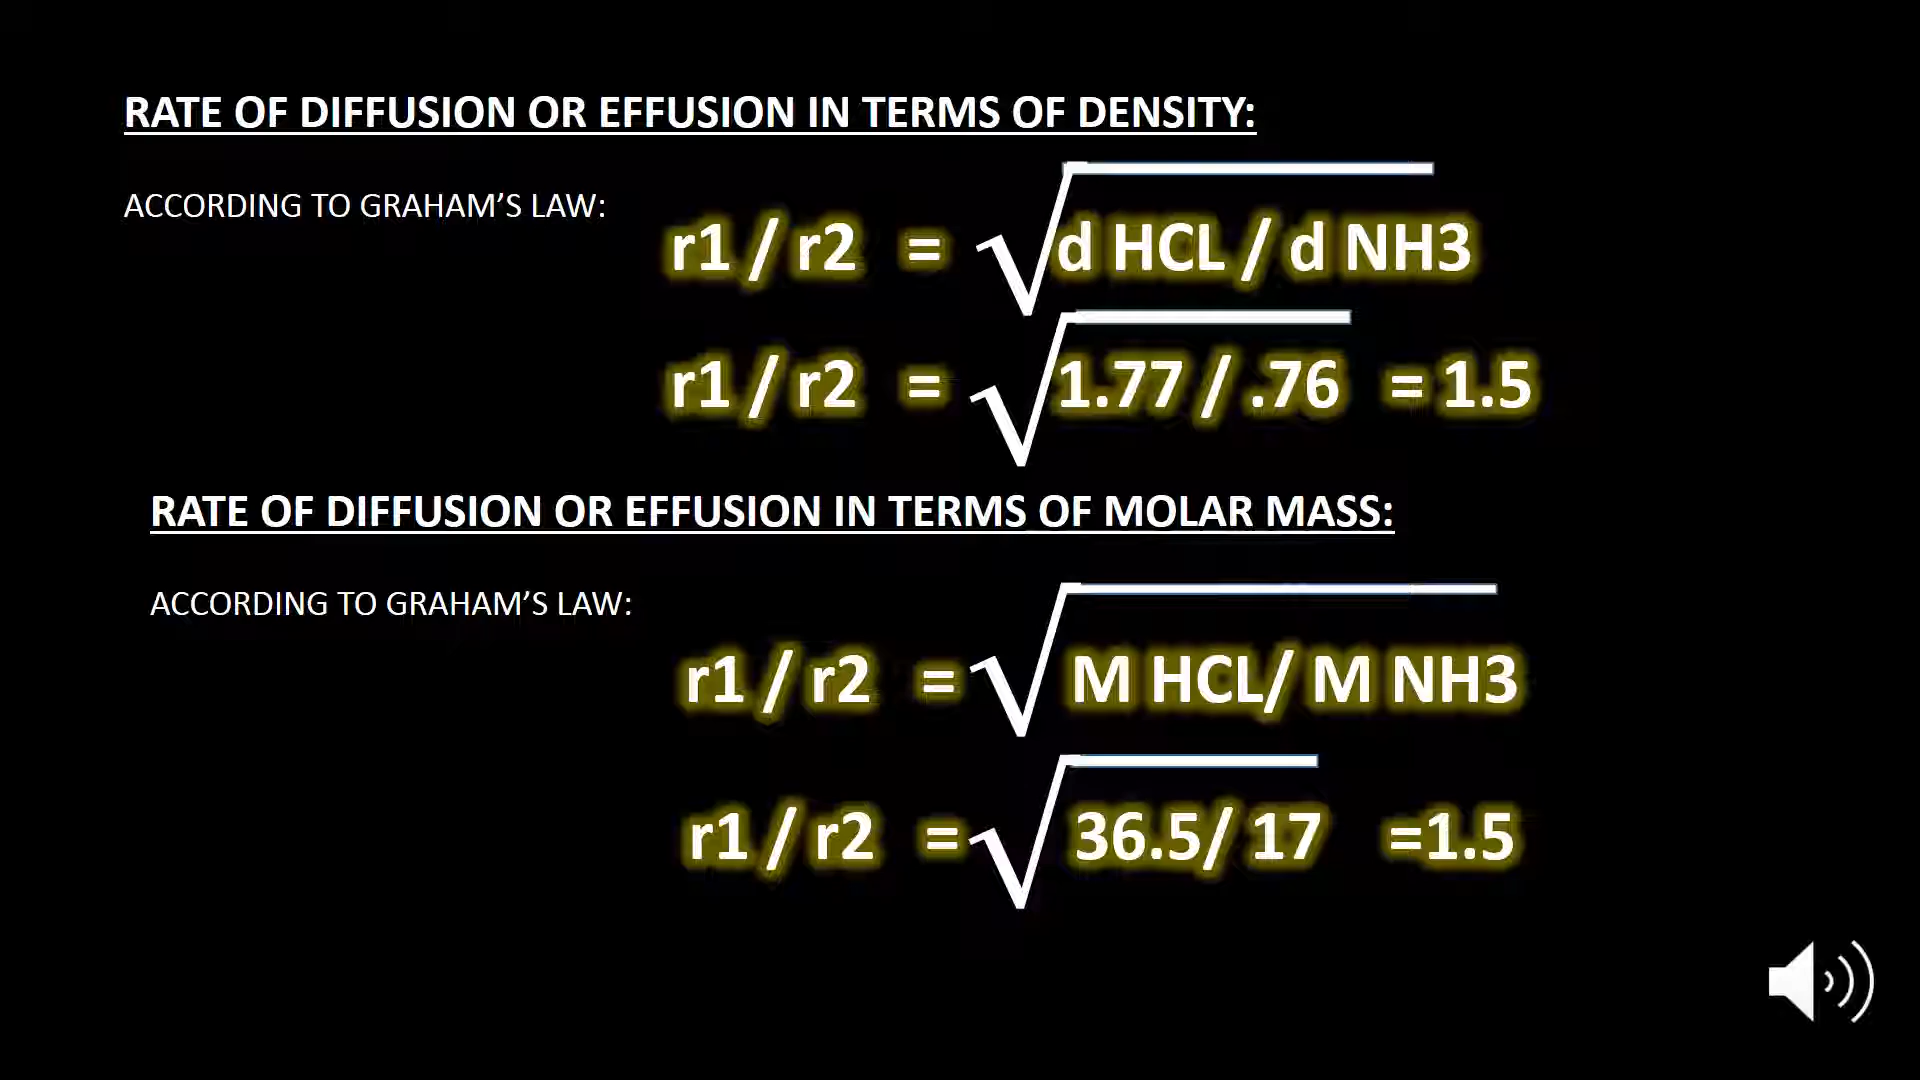 RATE OF DIFFUSION OR EFFUSION IN TERMS OF DENSITY:
ACCORDING TO GRAHAM’S LAW:
r1 / r2 = √d HCL / d NH3
r1 / r2 = √1.77 / .76 = 1.5
RATE OF DIFFUSION OR EFFUSION IN TERMS OF MOLAR MASS:
ACCORDING TO GRAHAM’S LAW:
r1 / r2 = √M HCL/ M NH3
r1 / r2 = √36.5/ 17 =1.5